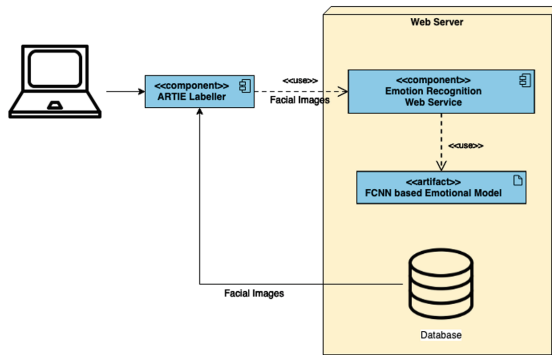 Web Server
<<component>>
ARTIE Labeller
<<use>>
Facial Images
<<component>>
Emotion Recognition
Web Service
<<use>>
<<artifact>>
FCNN based Emotional Model
Facial Images
Database